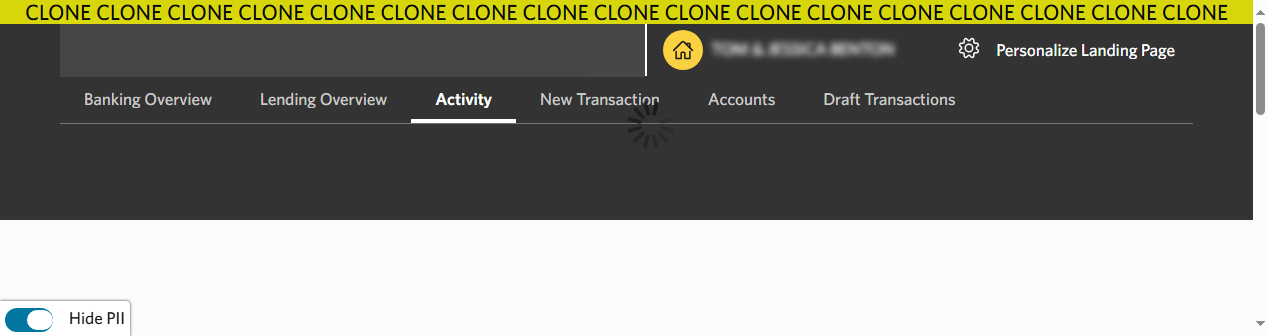 CLONE CLONE CLONE CLONE CLONE CLONE CLONE CLONE CLONE CLONE CLONE CLONE CLONE CLONE CLONE CLONE CLONE
Personalize Landing Page
Banking Overview Lending Overview Activity New Transaction Accounts Draft Transactions
Hide PII